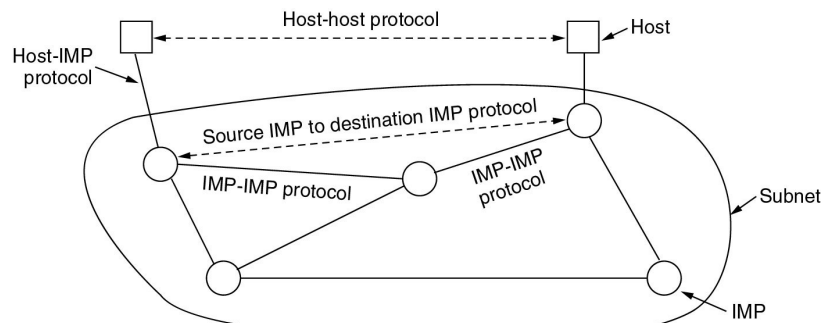 Host-host protocol
Host
Host-IMP
protocol
Source IMP to destination IMP protocol
IMP-IMP protocol
IMP-IMP
protocol
Subnet
IMP